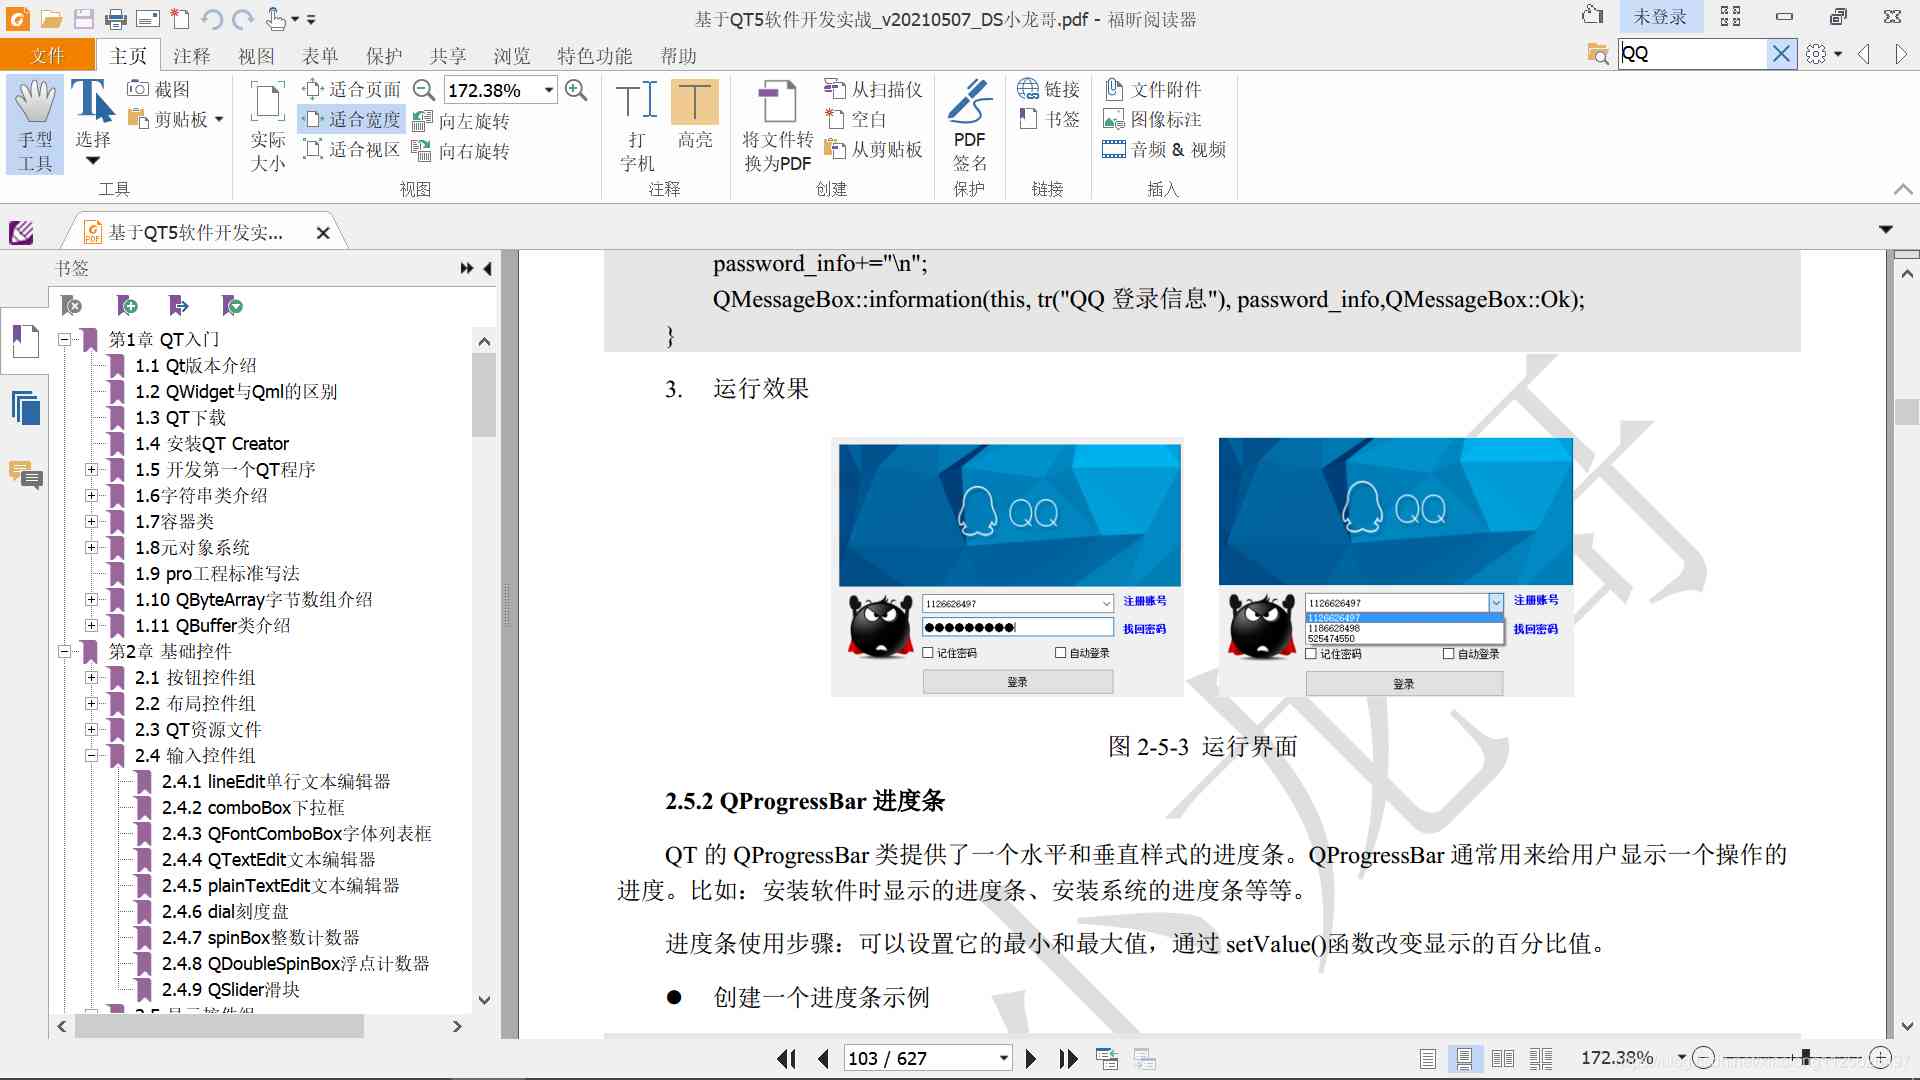 基于QT5软件开发实战_v20210507_DS小龙哥.pdf - 福昕阅读器
未登录
文件 主页 注释 视图 表单 保护 共享 浏览 特色功能 帮助
QQ
手型
工具
选择
截图
剪贴板
工具
实际
大小
适合页面
适合宽度
适合视区
172.38%
向左旋转
向右旋转
视图
打
字机
高亮
注释
将文件转
换为PDF
从扫描仪
空白
从剪贴板
创建
PDF
签名
保护
链接
书签
链接
文件附件
图像标注
音频 & 视频
插入
基于QT5软件开发实...
书签
第1章 QT入门
1.1 Qt版本介绍
1.2 QWidget与Qml的区别
1.3 QT下载
1.4 安装QT Creator
1.5 开发第一个QT程序
1.6字符串类介绍
1.7容器类
1.8元对象系统
1.9 pro工程标准写法
1.10 QByteArray字节数组介绍
1.11 QBuffer类介绍
第2章 基础控件
2.1 按钮控件组
2.2 布局控件组
2.3 QT资源文件
2.4 输入控件组
2.4.1 lineEdit单行文本编辑器
2.4.2 comboBox下拉框
2.4.3 QFontComboBox字体列表框
2.4.4 QTextEdit文本编辑器
2.4.5 plainTextEdit文本编辑器
2.4.6 dial刻度盘
2.4.7 spinBox整数计数器
2.4.8 QDoubleSpinBox浮点计数器
2.4.9 QSlider滑块
password_info+="\n";
QMessageBox::information(this, tr("QQ 登录信息"), password_info,QMessageBox::Ok);
}
3. 运行效果
QQ
1126626497
注册账号
●●●●●●●●●
找回密码
记住密码 自动登录
登录
QQ
1126626497
注册账号
1126626497
1186628498
525474550
找回密码
记住密码 自动登录
登录
图 2-5-3 运行界面
2.5.2 QProgressBar 进度条
QT 的 QProgressBar 类提供了一个水平和垂直样式的进度条。QProgressBar 通常用来给用户显示一个操作的
进度。比如：安装软件时显示的进度条、安装系统的进度条等等。
进度条使用步骤：可以设置它的最小和最大值，通过 setValue()函数改变显示的百分比值。
● 创建一个进度条示例
小龙哥
103 / 627
172.38%